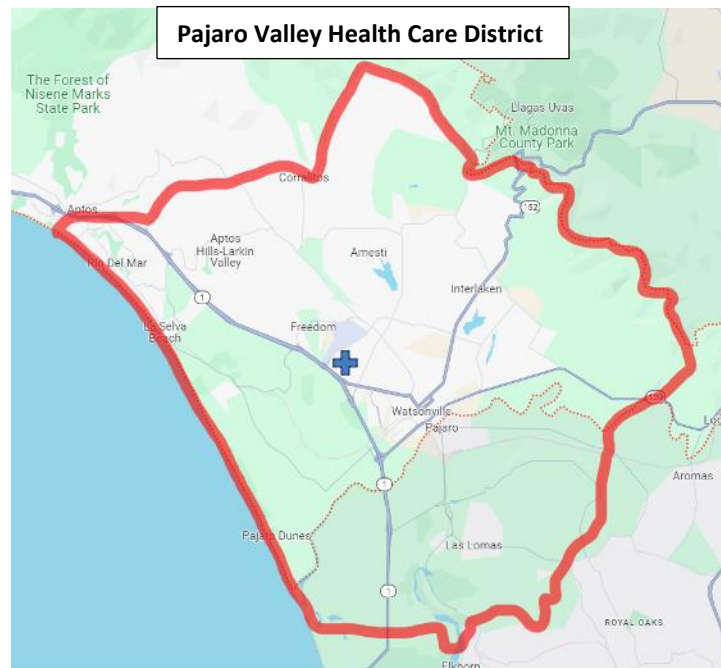 Pajaro Valley Health Care District
The Forest of
Nisene Marks
State Park
Llagas Uvas
Mt. Madonna
County Park
Corralitos
152
Aptos
Aptos
Hills-Larkin
Valley
Amesti
Rio Del Mar
Interlaken
1
La Selva
Beach
Freedom
129
Watsonville
Pajaro
Aromas
1
Pajaro Dunes
Las Lomas
1
ROYAL OAKS
Elkhorn